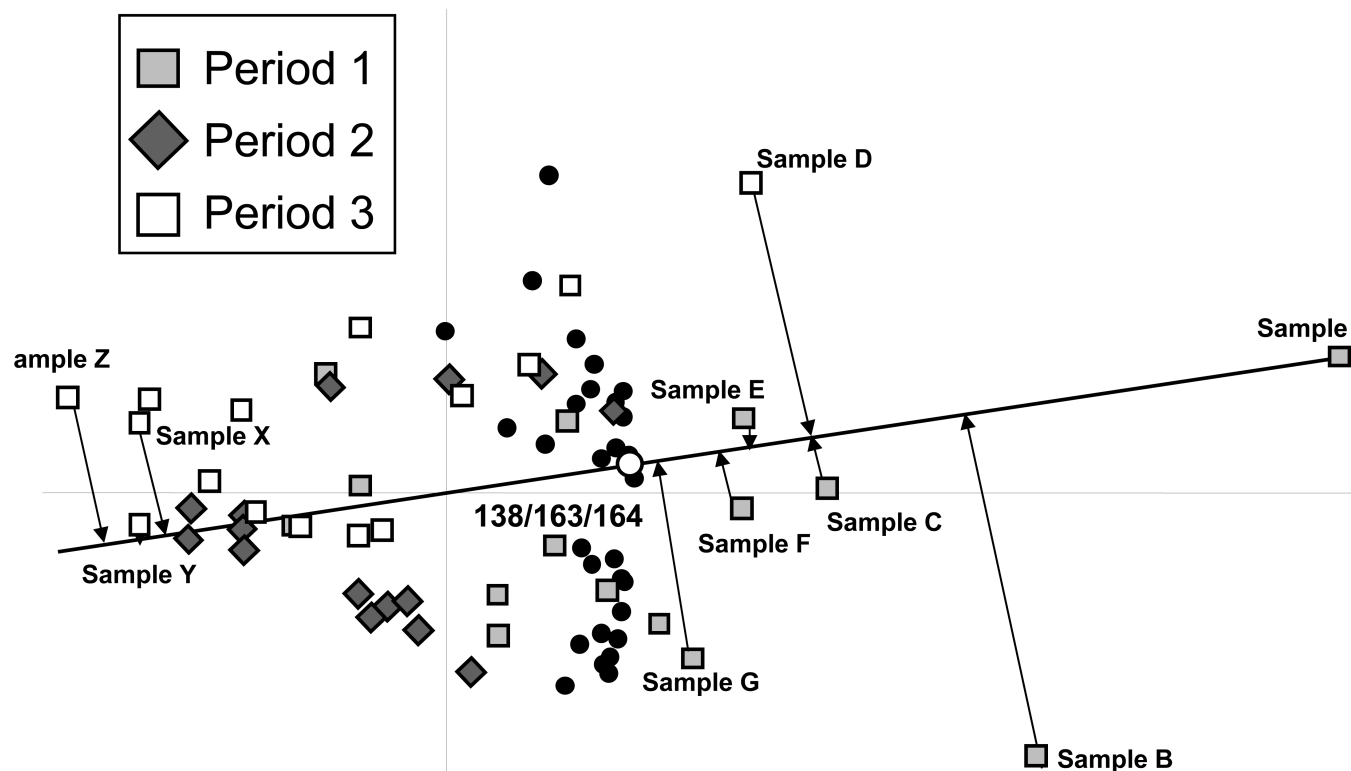 Period 1
Period 2
Period 3
Sample D
Sample
ample Z
Sample E
Sample X
138/163/164
Sample C
Sample F
Sample Y
Sample G
Sample B